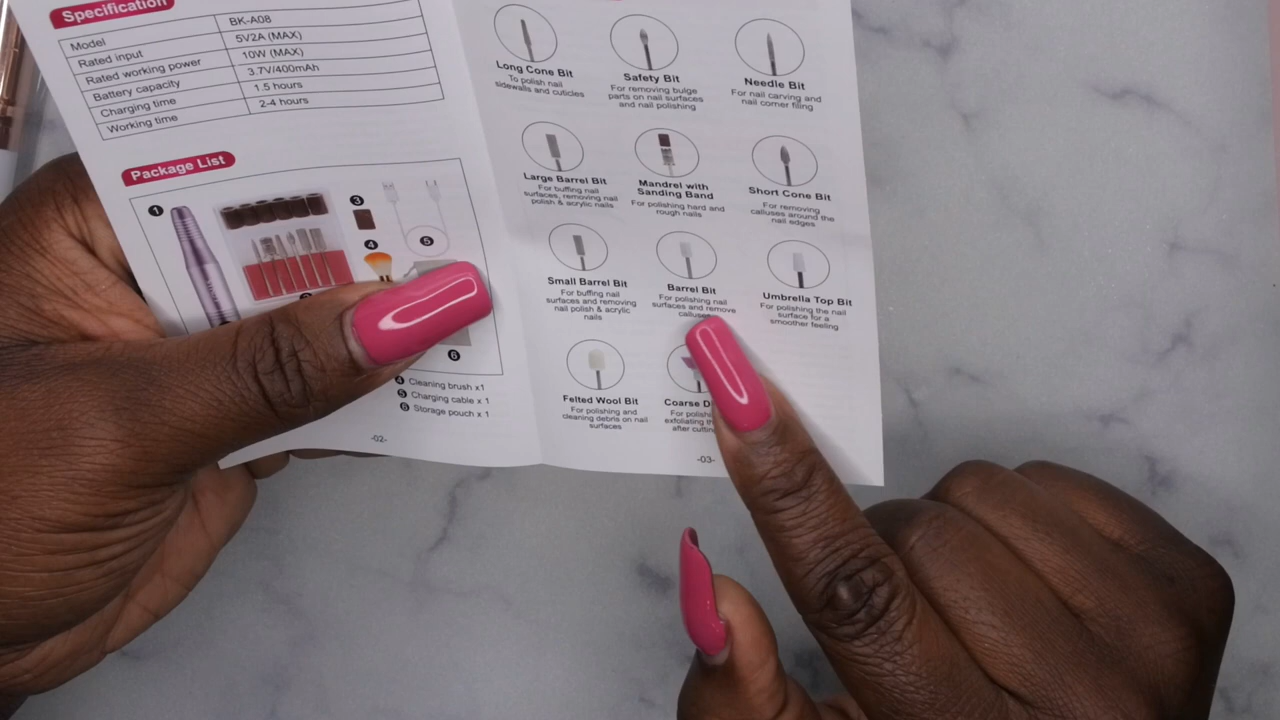 Specification
Model BK-A08
Rated input 5V2A (MAX)
Rated working power 10W (MAX)
Battery capacity 3.7V/400mAh
Charging time 1.5 hours
Working time 2-4 hours
Package List
1
3
4
5
6
4 Cleaning brush x1
5 Charging cable x 1
6 Storage pouch x 1
-02-
Long Cone Bit
To polish nail
sidewalls and cuticles
Safety Bit
For removing bulge
parts on nail surfaces
and nail polishing
Needle Bit
For nail carving and
nail corner filing
Large Barrel Bit
For buffing nail
surfaces, removing nail
polish & acrylic nails
Mandrel with
Sanding Band
For polishing hard and
rough nails
Short Cone Bit
For removing
calluses around the
nail edges
Small Barrel Bit
For buffing nail
surfaces and removing
nail polish & acrylic
nails
Barrel Bit
For polishing nail
surfaces and remove
calluses
Umbrella Top Bit
For polishing the nail
surface for a
smoother feeling
Felted Wool Bit
For polishing and
cleaning debris on nail
surfaces
Coarse
exfoliating
after
-03-